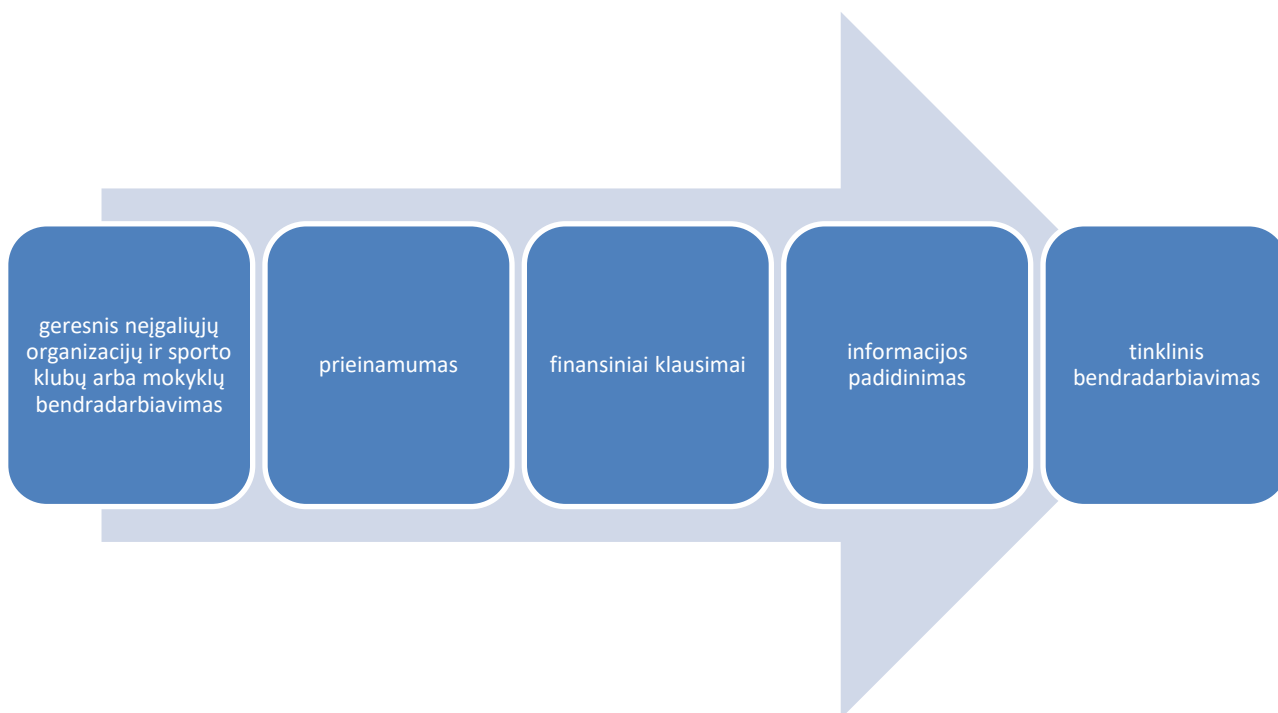 geresnis neįgaliųjų
organizacijų ir sporto
klubų arba mokyklų
bendradarbiavimas
prieinamumas
finansiniai klausimai
informacijos
padidinimas
tinklinis
bendradarbiavimas